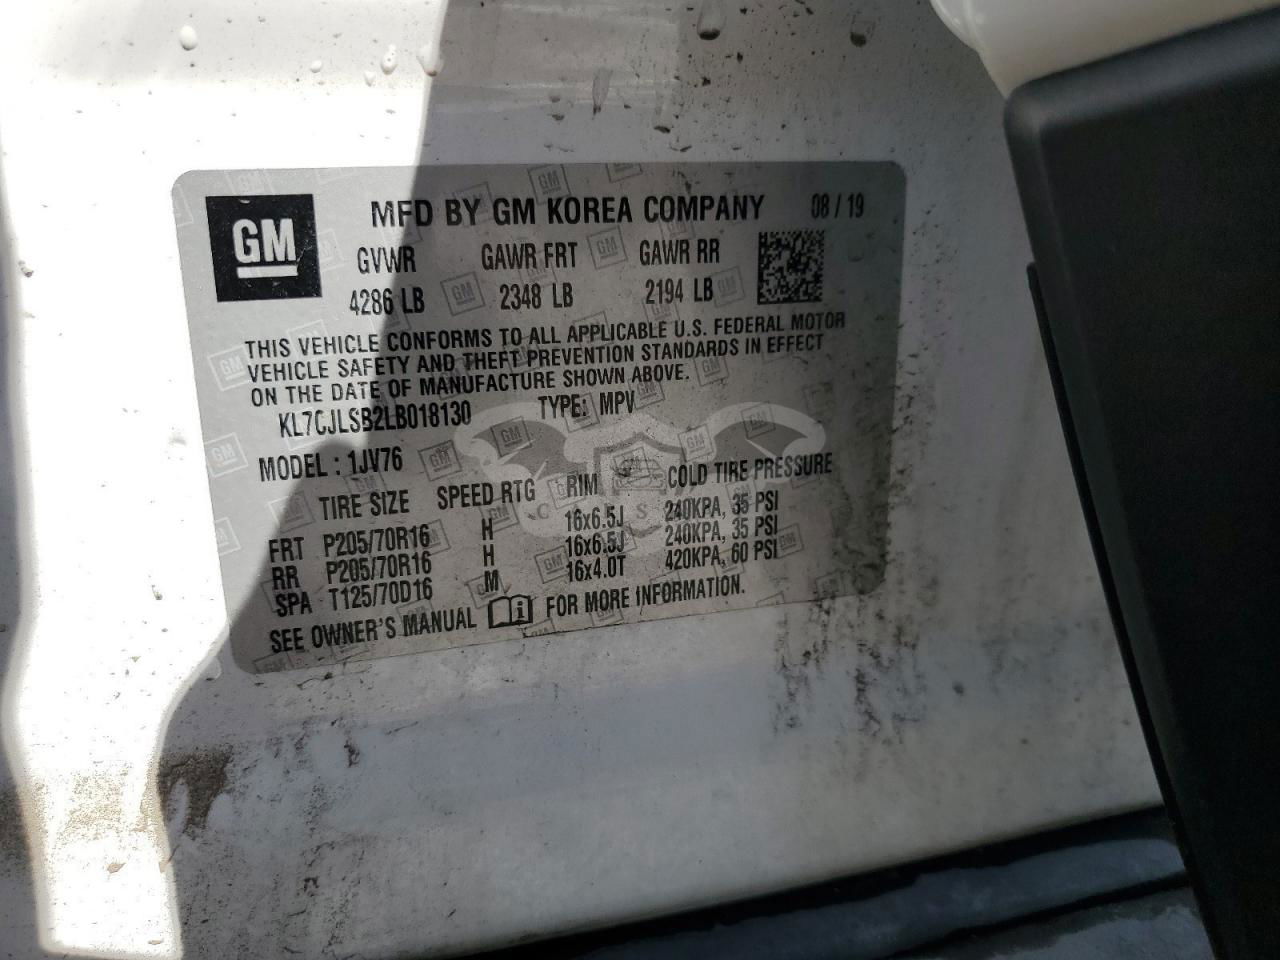 GM MFD BY GM KOREA COMPANY 08 / 19
GVWR GAWR FRT GAWR RR
4286 LB 2348 LB 2194 LB
THIS VEHICLE CONFORMS TO ALL APPLICABLE U.S. FEDERAL MOTOR
VEHICLE SAFETY AND THEFT PREVENTION STANDARDS IN EFFECT
ON THE DATE OF MANUFACTURE SHOWN ABOVE.
KL7CJLSB2LB018130 TYPE: MPV
MODEL : 1JV76
TIRE SIZE SPEED RTG RIM COLD TIRE PRESSURE
FRT P205/70R16 H 16x6.5J 240KPA, 35 PSI
RR P205/70R16 H 16x6.5J 240KPA, 35 PSI
SPA T125/70D16 M 16x4.0T 420KPA, 60 PSI
SEE OWNER'S MANUAL FOR MORE INFORMATION.